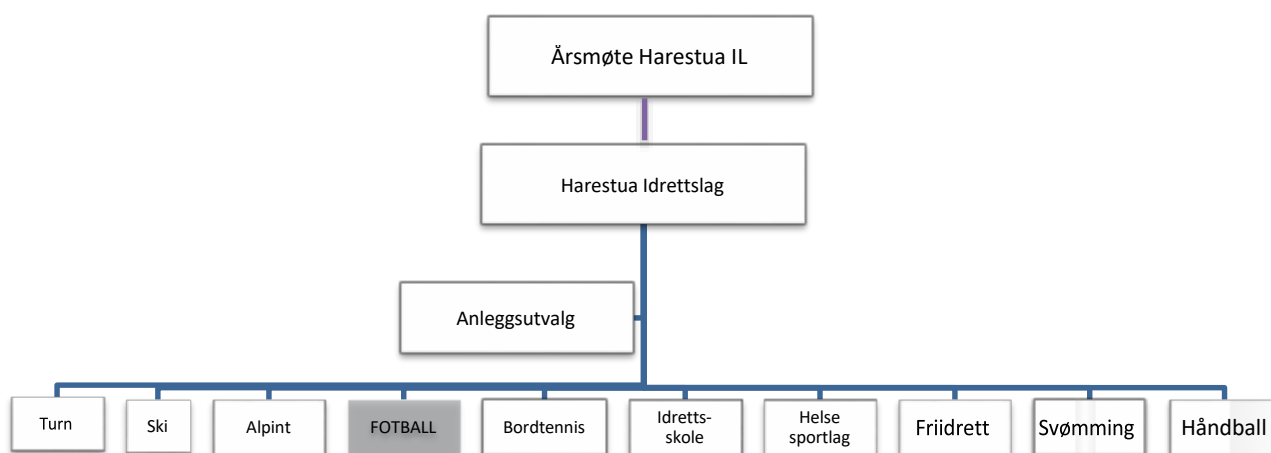 Årsmøte Harestua IL
Harestua Idrettslag
Anleggsutvalg
Turn
Ski
Alpint
FOTBALL
Bordtennis
Idretts-
skole
Helse
sportlag
Friidrett
Svømming
Håndball